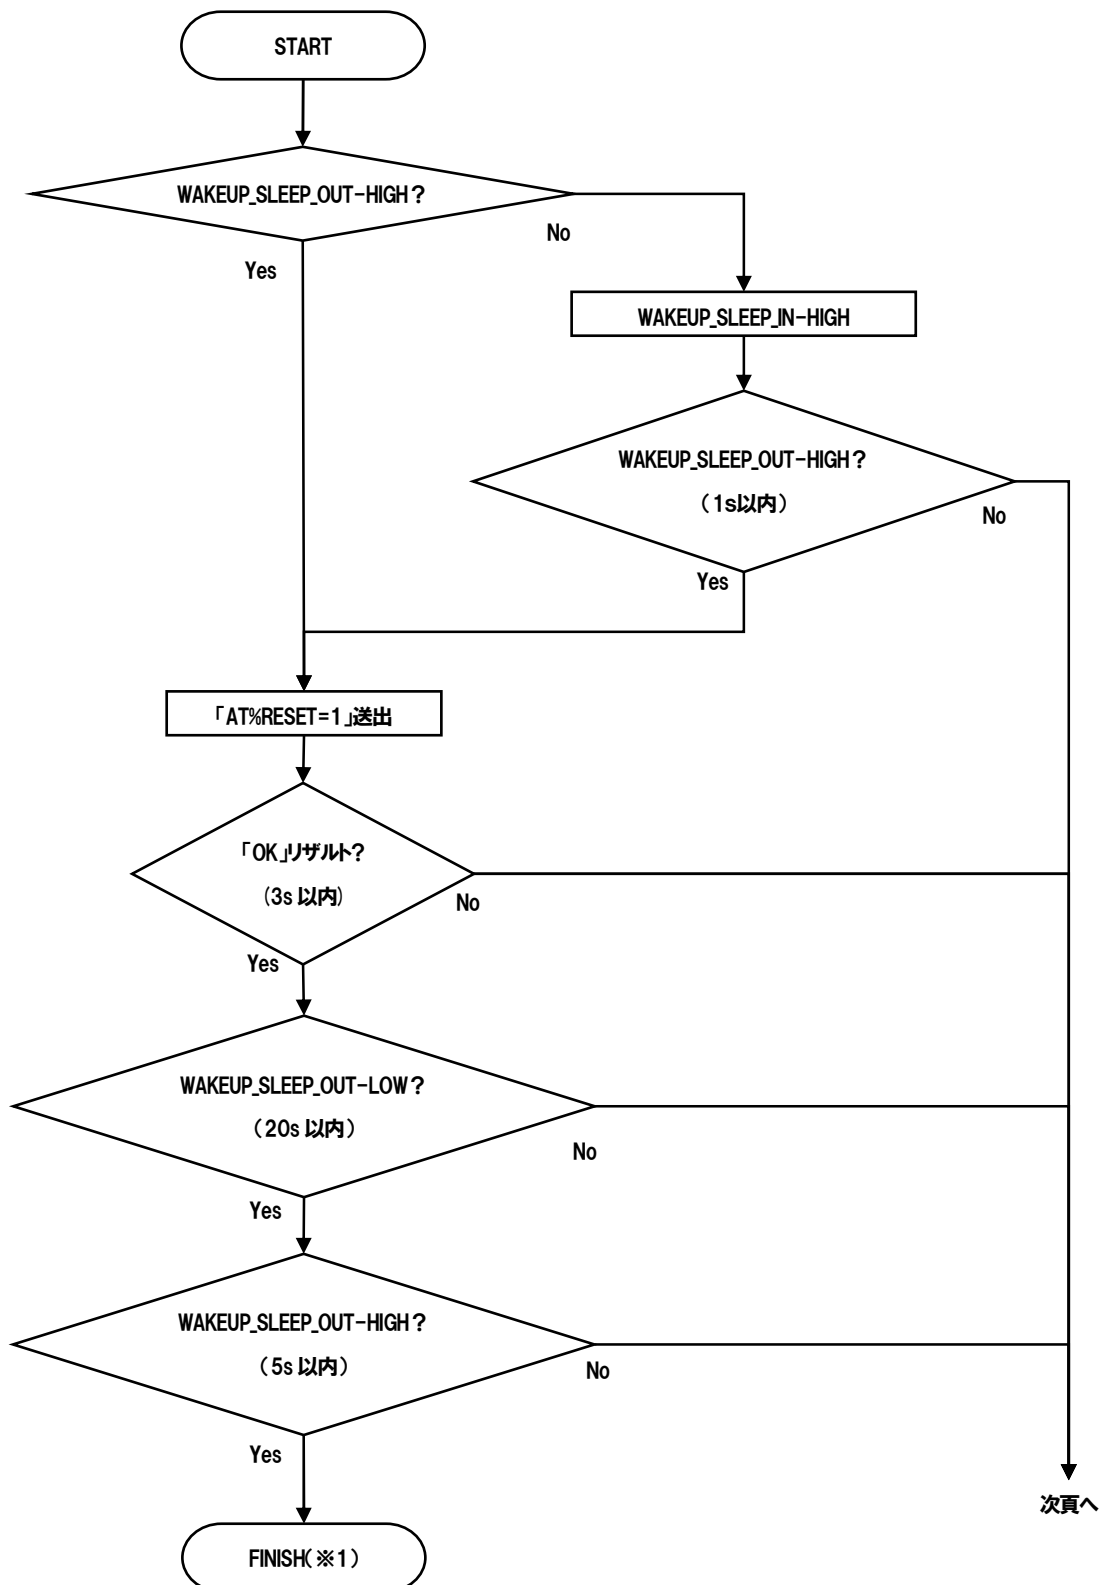 START
WAKEUP_SLEEP_OUT-HIGH?
No
Yes
WAKEUP_SLEEP_IN-HIGH
WAKEUP_SLEEP_OUT-HIGH?
(1s以内)
No
Yes
「AT%RESET=1」送出
「OK」リザルト?
(3s 以内)
No
Yes
WAKEUP_SLEEP_OUT-LOW?
(20s 以内)
No
Yes
WAKEUP_SLEEP_OUT-HIGH?
(5s 以内)
No
Yes
次頁へ
FINISH(※1)